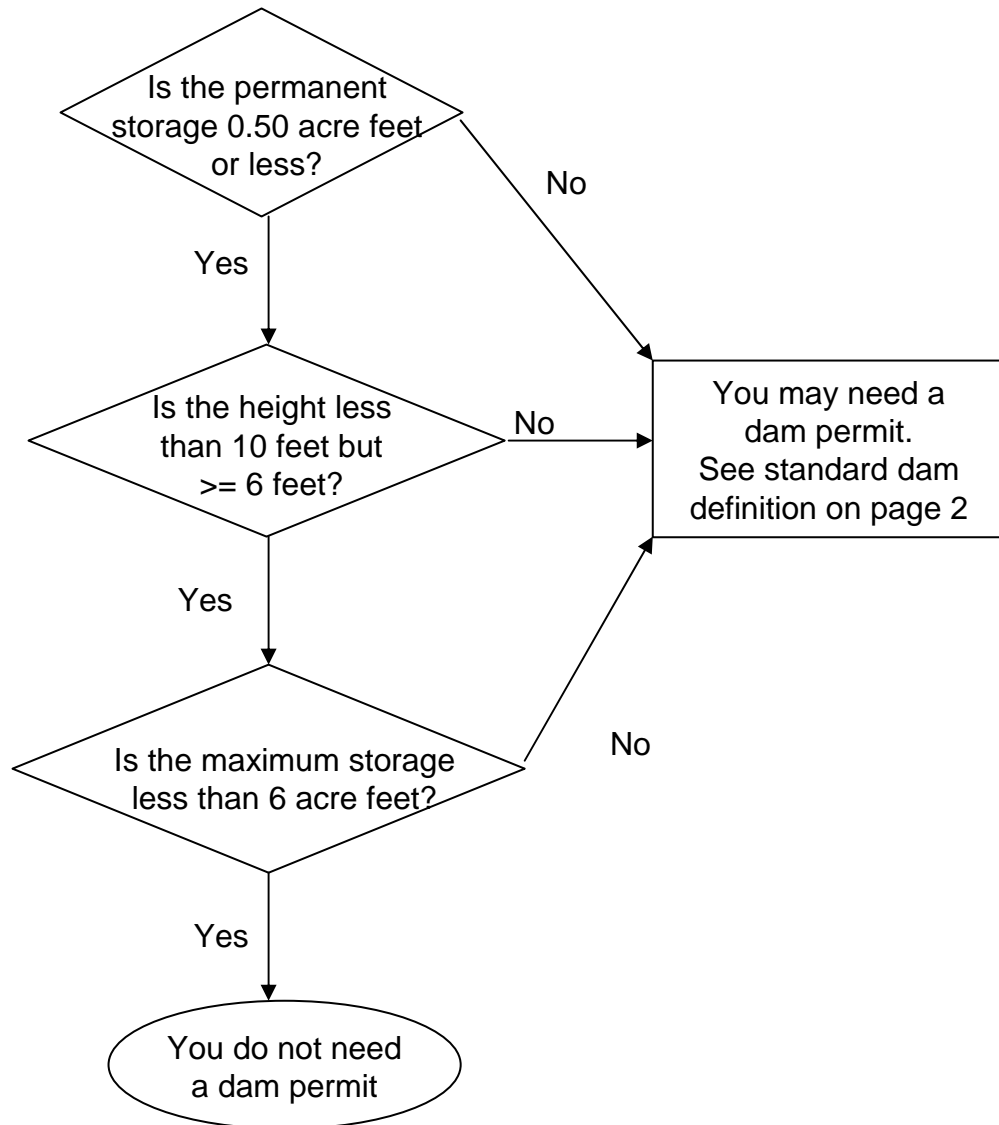 Is the permanent
storage 0.50 acre feet
or less?
No
Yes
Is the height less
than 10 feet but
>= 6 feet?
No
You may need a
dam permit.
See standard dam
definition on page 2
Yes
Is the maximum storage
less than 6 acre feet?
No
Yes
You do not need
a dam permit